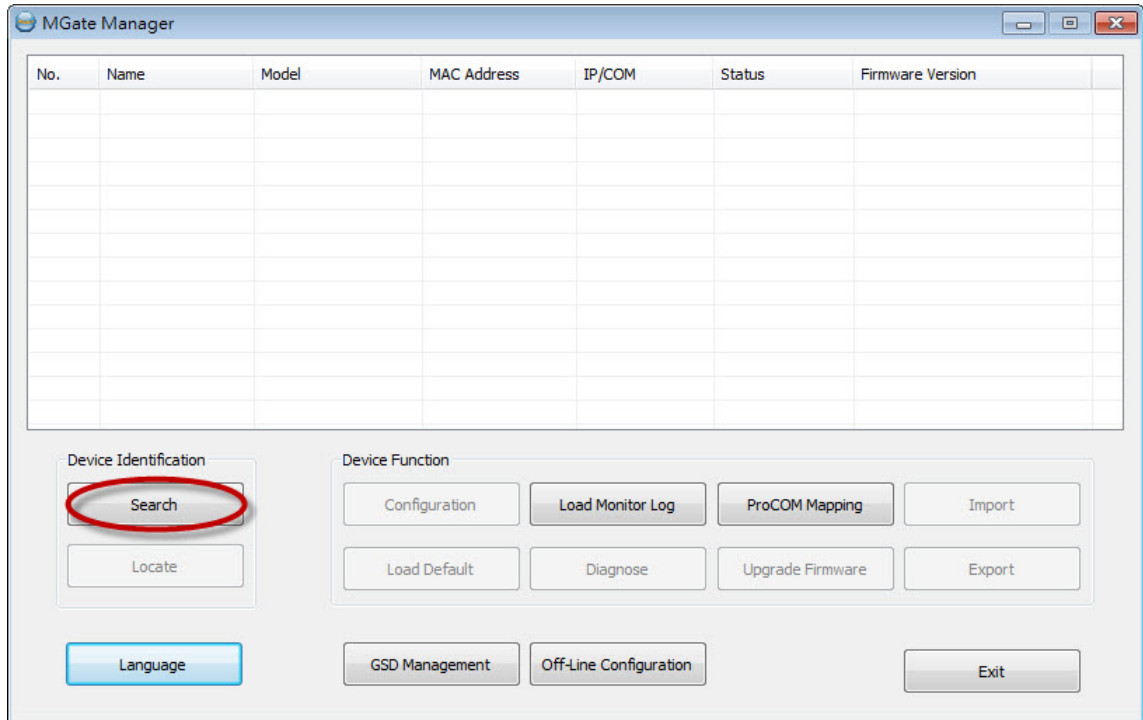 MGate Manager
No. Name Model MAC Address IP/COM Status Firmware Version
Device Identification Device Function
Search Configuration Load Monitor Log ProCOM Mapping Import
Locate Load Default Diagnose Upgrade Firmware Export
Language GSD Management Off-Line Configuration Exit